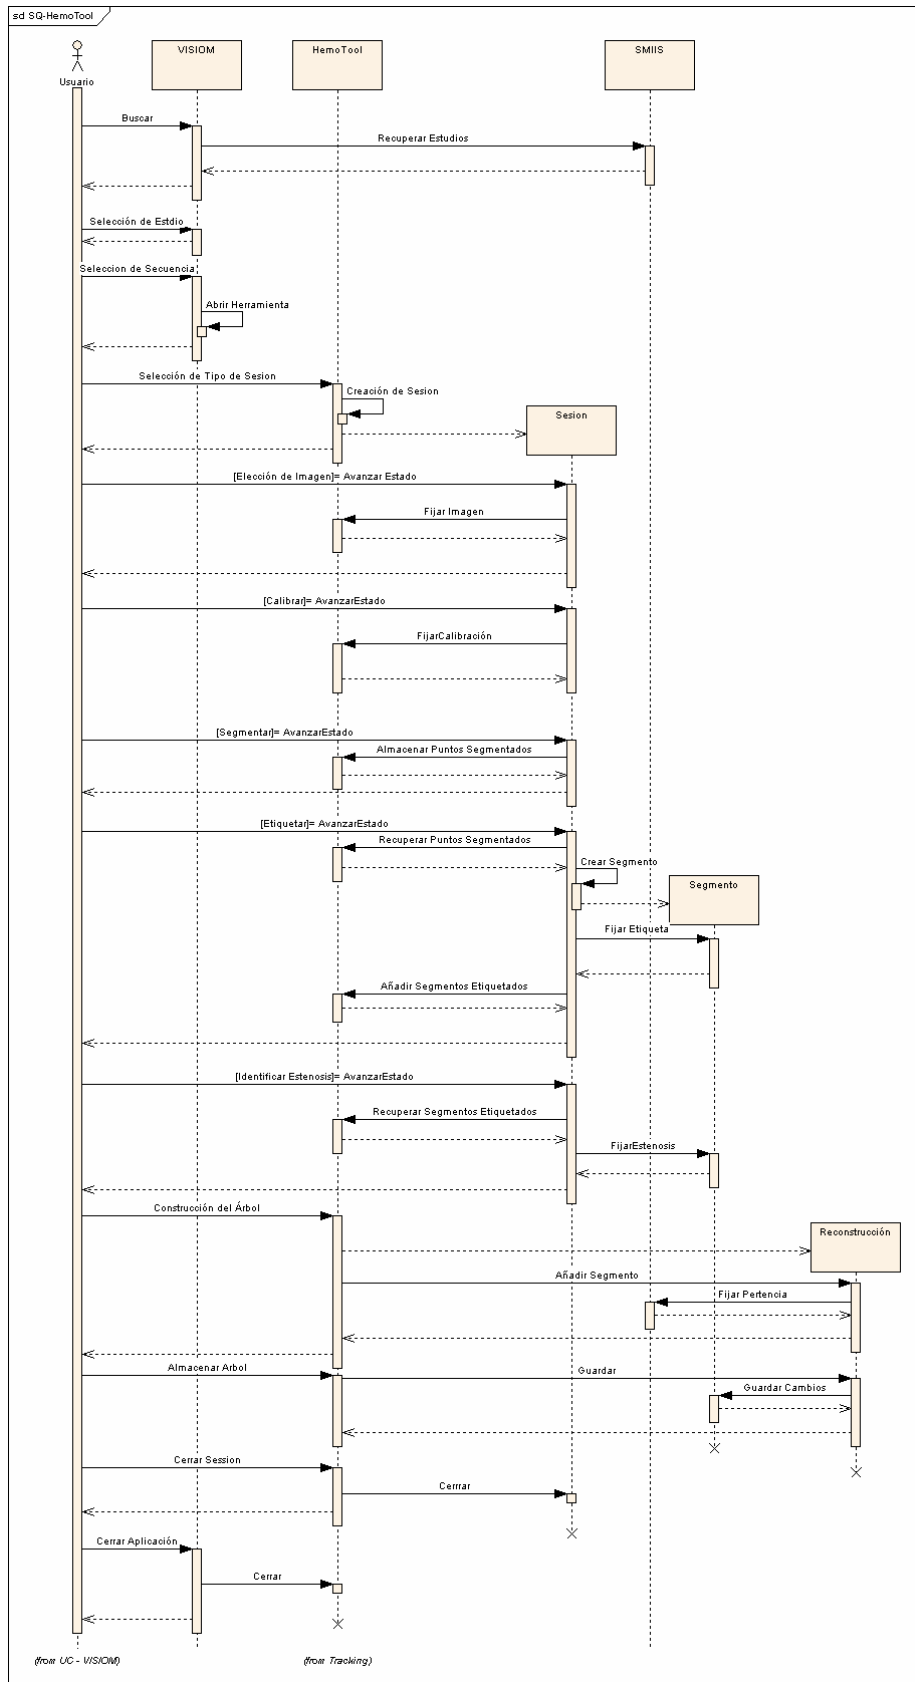 sd SQ-HemoTool
VISIOM
HemoTool
SMIIS
Usuario
Buscar
Recuperar Estudios
Selección de Estdio
Seleccion de Secuencia
Abrir Herramienta
Selección de Tipo de Sesion
Creación de Sesion
Sesion
[Elección de Imagen]= Avanzar Estado
Fijar Imagen
[Calibrar]= AvanzarEstado
FijarCalibración
[Segmentar]= AvanzarEstado
Almacenar Puntos Segmentados
[Etiquetar]= AvanzarEstado
Recuperar Puntos Segmentados
Crear Segmento
Segmento
Fijar Etiqueta
Añadir Segmentos Etiquetados
[Identificar Estenosis]= AvanzarEstado
Recuperar Segmentos Etiquetados
FijarEstenosis
Construcción del Árbol
Reconstrucción
Añadir Segmento
Fijar Pertencia
Almacenar Arbol
Guardar
Guardar Cambios
Cerrar Session
Cerrrar
Cerrar Aplicación
Cerrar
(from UC - VISIOM)
(from Tracking)